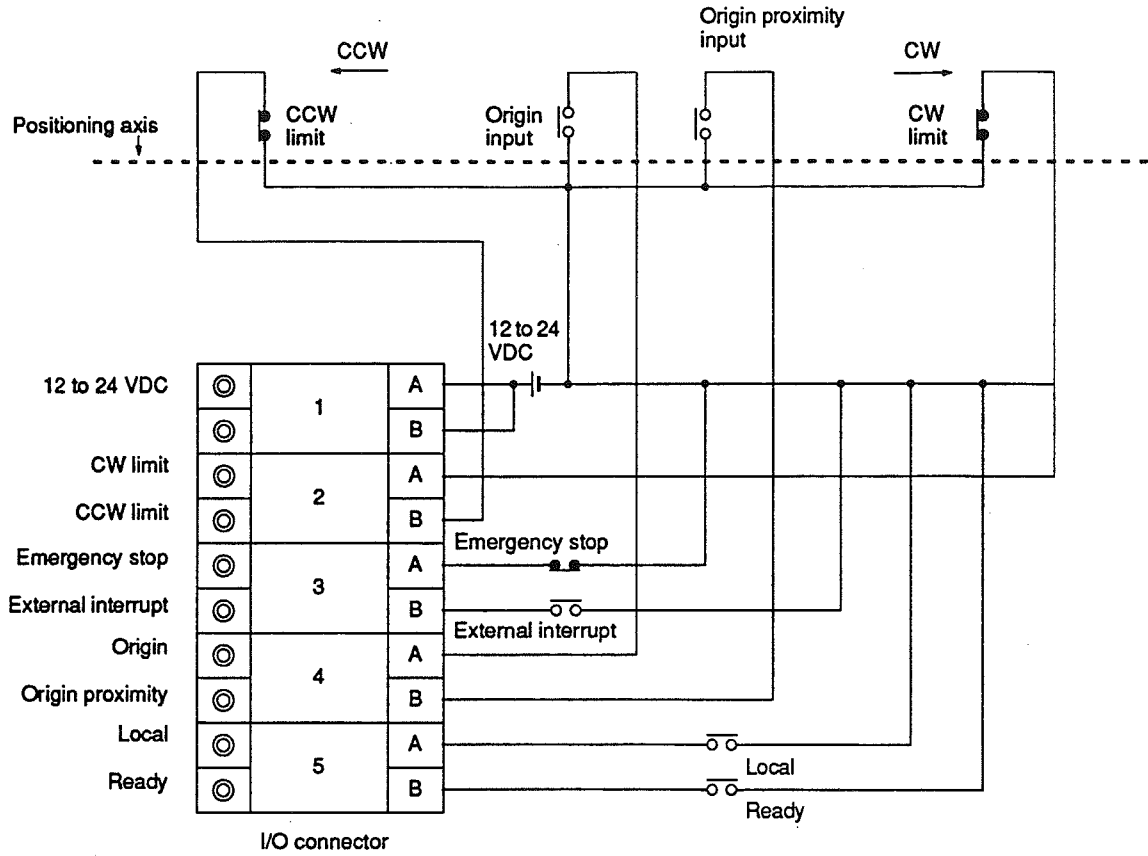 Origin proximity
input
CCW
CW
CCW
limit
Origin
input
CW
limit
Positioning axis
12 to 24
VDC
12 to 24 VDC
1
A
B
CW limit
2
A
CCW limit
B
Emergency stop
3
A
Emergency stop
External interrupt
B
External interrupt
Origin
4
A
Origin proximity
B
Local
5
A
Local
Ready
B
Ready
I/O connector